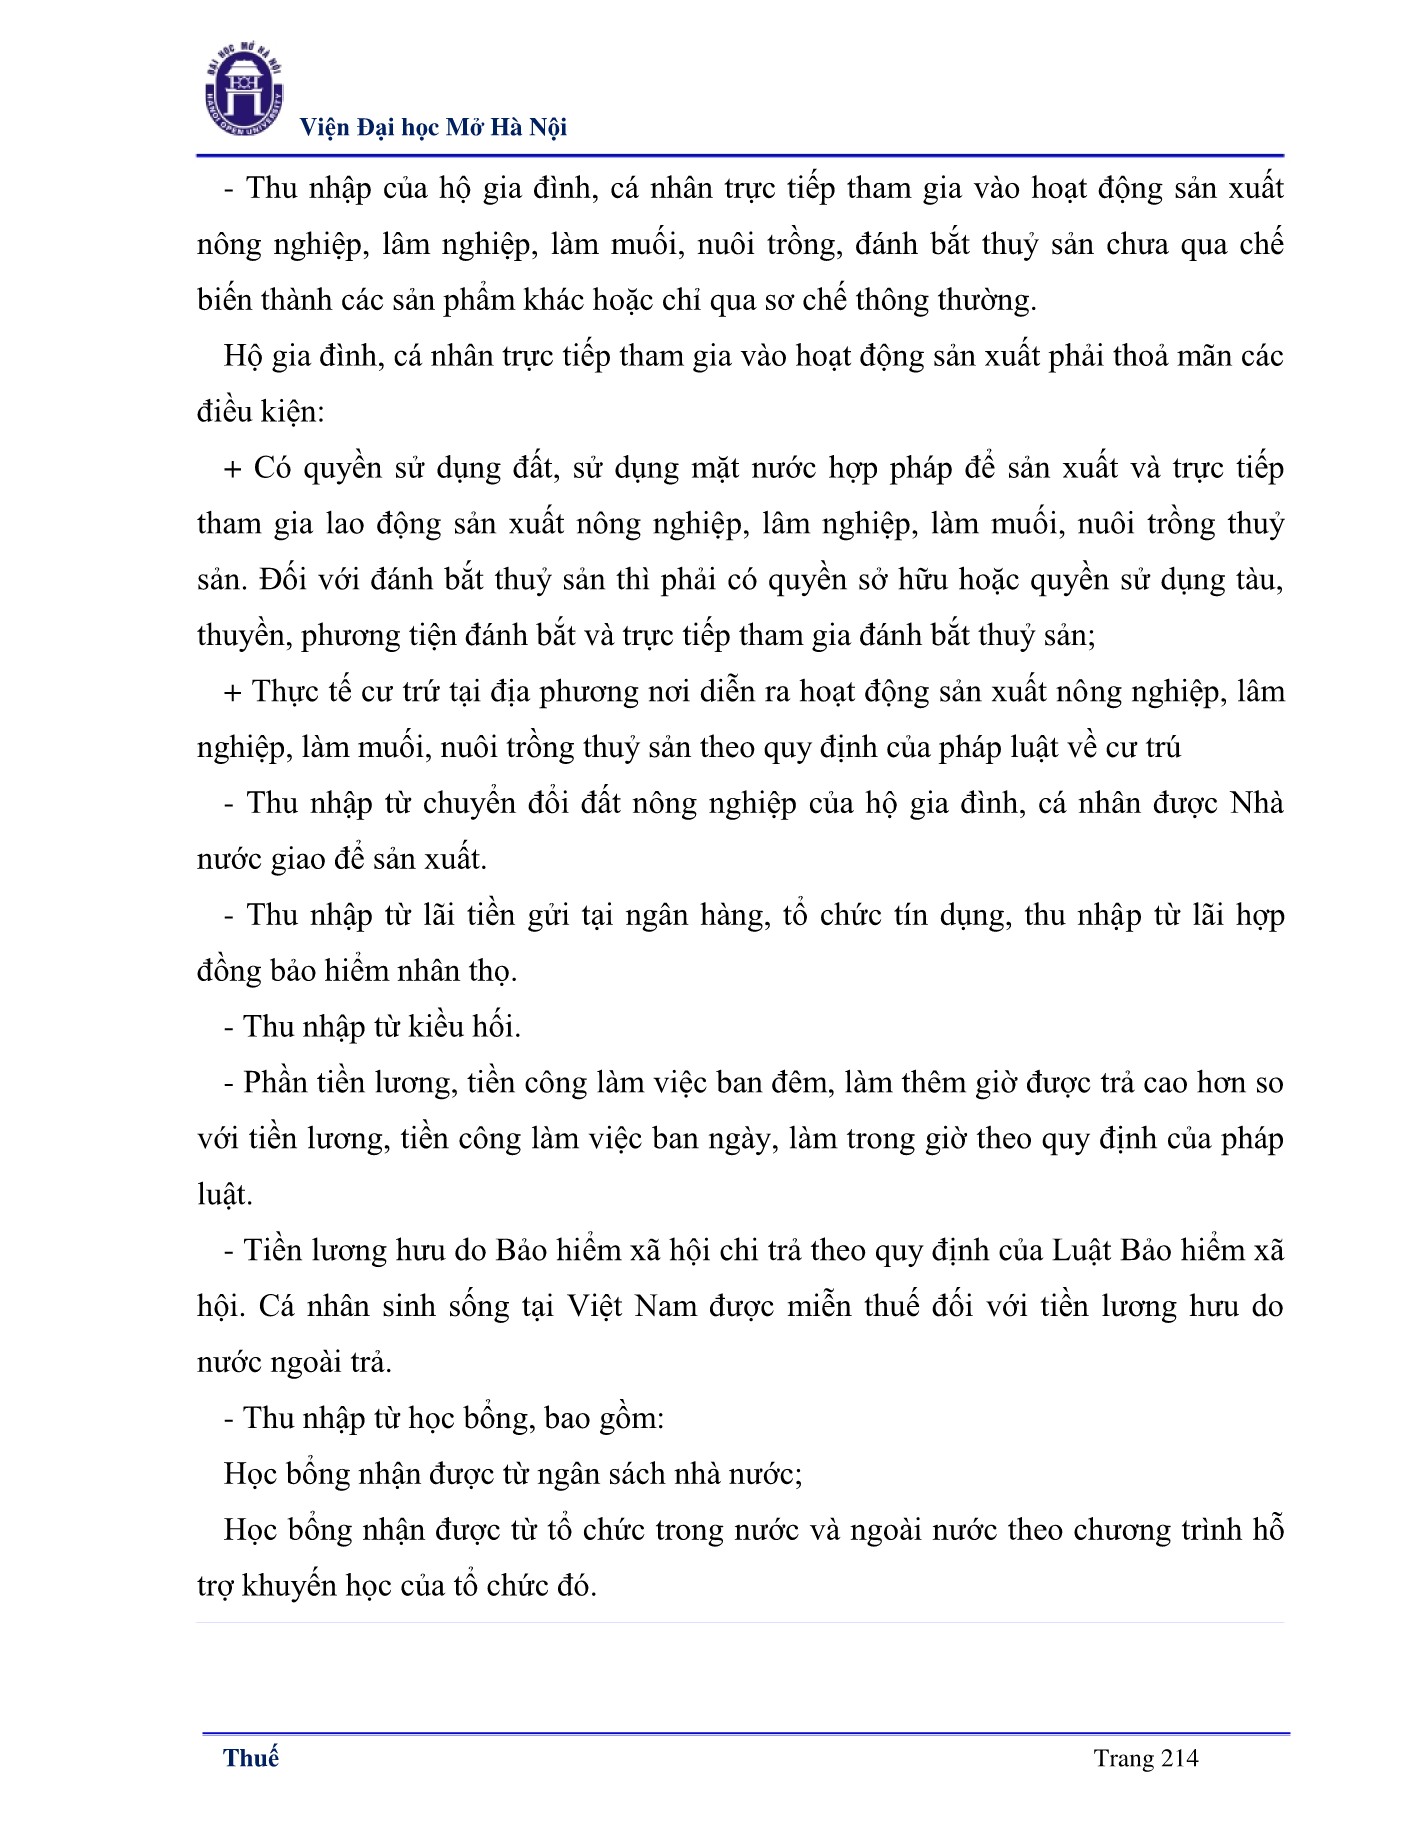 ĐẠI HỌC MỞ HÀ NỘI
HANOI OPEN UNIVERSITY
Viện Đại học Mở Hà Nội
- Thu nhập của hộ gia đình, cá nhân trực tiếp tham gia vào hoạt động sản xuất
nông nghiệp, lâm nghiệp, làm muối, nuôi trồng, đánh bắt thuỷ sản chưa qua chế
biến thành các sản phẩm khác hoặc chỉ qua sơ chế thông thường.
Hộ gia đình, cá nhân trực tiếp tham gia vào hoạt động sản xuất phải thoả mãn các
điều kiện:
+ Có quyền sử dụng đất, sử dụng mặt nước hợp pháp để sản xuất và trực tiếp
tham gia lao động sản xuất nông nghiệp, lâm nghiệp, làm muối, nuôi trồng thuỷ
sản. Đối với đánh bắt thuỷ sản thì phải có quyền sở hữu hoặc quyền sử dụng tàu,
thuyền, phương tiện đánh bắt và trực tiếp tham gia đánh bắt thuỷ sản;
+ Thực tế cư trứ tại địa phương nơi diễn ra hoạt động sản xuất nông nghiệp, lâm
nghiệp, làm muối, nuôi trồng thuỷ sản theo quy định của pháp luật về cư trú
- Thu nhập từ chuyển đổi đất nông nghiệp của hộ gia đình, cá nhân được Nhà
nước giao để sản xuất.
- Thu nhập từ lãi tiền gửi tại ngân hàng, tổ chức tín dụng, thu nhập từ lãi hợp
đồng bảo hiểm nhân thọ.
- Thu nhập từ kiều hối.
- Phần tiền lương, tiền công làm việc ban đêm, làm thêm giờ được trả cao hơn so
với tiền lương, tiền công làm việc ban ngày, làm trong giờ theo quy định của pháp
luật.
- Tiền lương hưu do Bảo hiểm xã hội chi trả theo quy định của Luật Bảo hiểm xã
hội. Cá nhân sinh sống tại Việt Nam được miễn thuế đối với tiền lương hưu do
nước ngoài trả.
- Thu nhập từ học bổng, bao gồm:
Học bổng nhận được từ ngân sách nhà nước;
Học bổng nhận được từ tổ chức trong nước và ngoài nước theo chương trình hỗ
trợ khuyến học của tổ chức đó.
Thuế
Trang 214